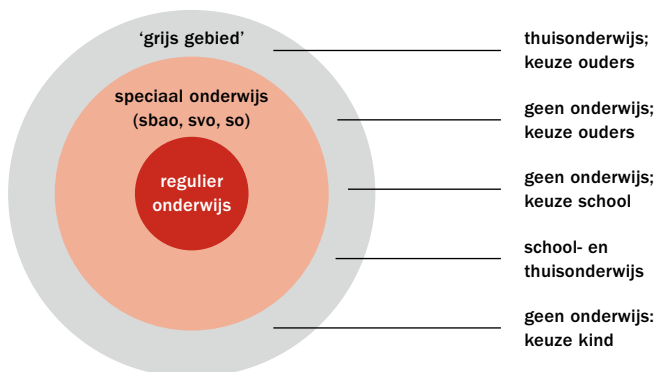 ‘grijs gebied’
speciaal onderwijs
(sbao, svo, so)
regulier
onderwijs
thuisonderwijs;
keuze ouders
geen onderwijs;
keuze ouders
geen onderwijs;
keuze school
school- en
thuisonderwijs
geen onderwijs:
keuze kind